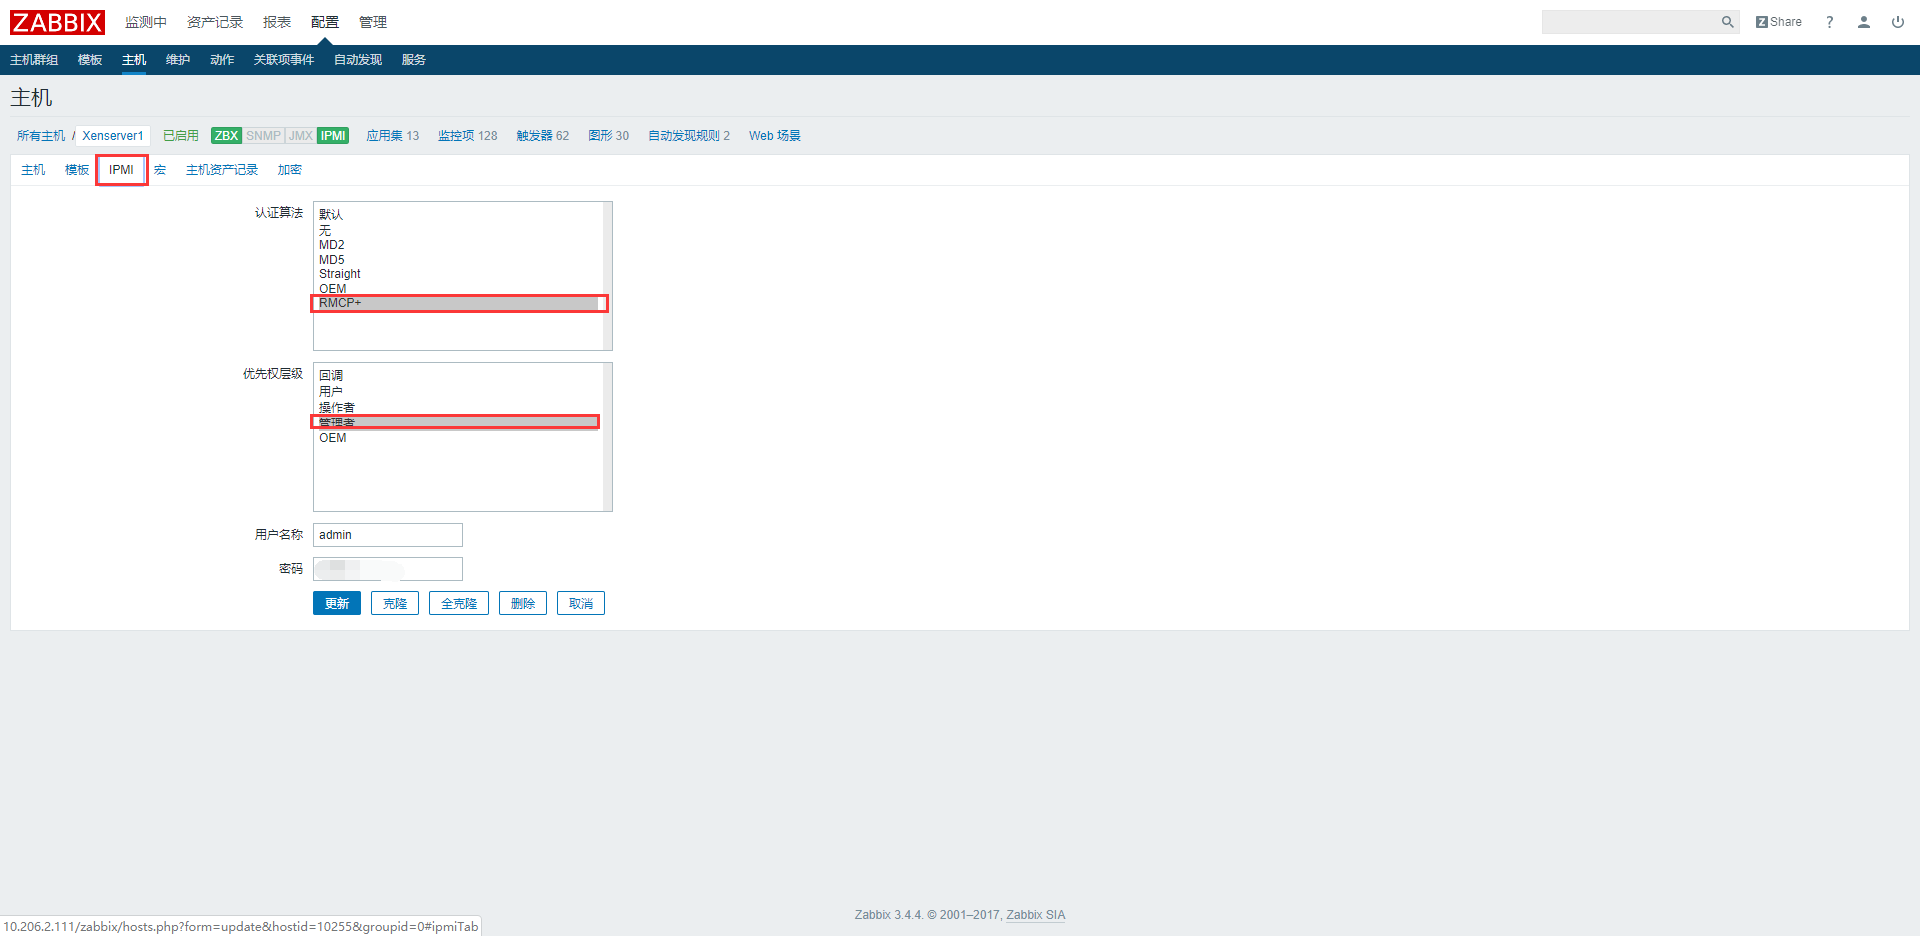 ZABBIX 监测中 资产记录 报表 配置 管理 Z Share ?
主机群组 模板 主机 维护 动作 关联项事件 自动发现 服务
主机
所有主机 / Xenserver1 已启用 ZBX SNMP JMX IPMI 应用集 13 监控项 128 触发器 62 图形 30 自动发现规则 2 Web 场景
主机 模板 IPMI 宏 主机资产记录 加密
认证算法
默认
无
MD2
MD5
Straight
OEM
RMCP+
优先权层级
回调
用户
操作者
管理者
OEM
用户名称 admin
密码
更新 克隆 全克隆 删除 取消
Zabbix 3.4.4. © 2001–2017, Zabbix SIA
10.206.2.111/zabbix/hosts.php?form=update&hostid=10255&groupid=0#ipmiTab